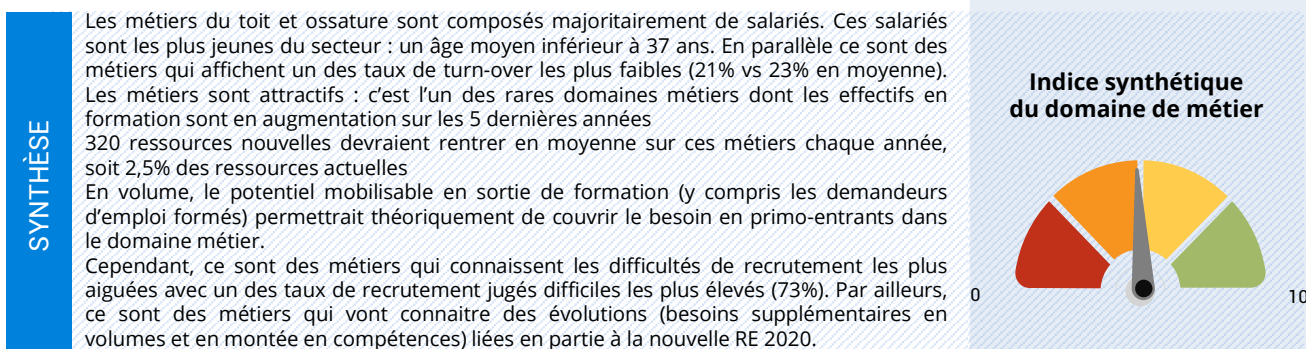 SYNTHÈSE
Les métiers du toit et ossature sont composés majoritairement de salariés. Ces salariés
sont les plus jeunes du secteur : un âge moyen inférieur à 37 ans. En parallèle ce sont des
métiers qui affichent un des taux de turn-over les plus faibles (21% vs 23% en moyenne).
Les métiers sont attractifs : c’est l’un des rares domaines métiers dont les effectifs en
formation sont en augmentation sur les 5 dernières années
320 ressources nouvelles devraient rentrer en moyenne sur ces métiers chaque année,
soit 2,5% des ressources actuelles
En volume, le potentiel mobilisable en sortie de formation (y compris les demandeurs
d’emploi formés) permettrait théoriquement de couvrir le besoin en primo-entrants dans
le domaine métier.
Cependant, ce sont des métiers qui connaissent les difficultés de recrutement les plus
aiguées avec un des taux de recrutement jugés difficiles les plus élevés (73%). Par ailleurs,
ce sont des métiers qui vont connaitre des évolutions (besoins supplémentaires en
volumes et en montée en compétences) liées en partie à la nouvelle RE 2020.
Indice synthétique
du domaine de métier
0
10